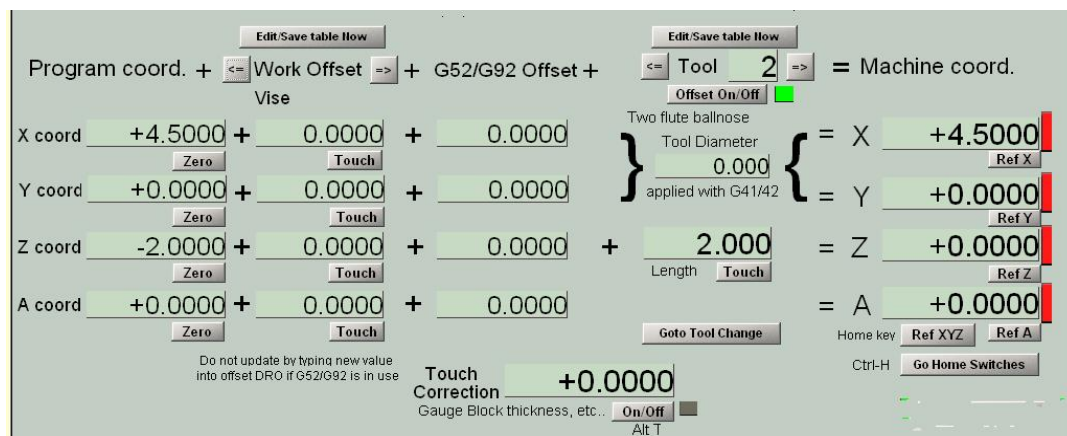 Edit/Save table Now Edit/Save table Now
Program coord. + <= Work Offset => + G52/G92 Offset + <= Tool 2 => = Machine coord.
Vise Offset On/Off
Two flute ballnose
X coord +4.5000 + 0.0000 + 0.0000 } Tool Diameter { = X +4.5000
Zero Touch 0.000 Ref X
Y coord +0.0000 + 0.0000 + 0.0000 applied with G41/42 = Y +0.0000
Zero Touch Ref Y
Z coord -2.0000 + 0.0000 + 0.0000 + 2.000 = Z +0.0000
Zero Touch Length Touch Ref Z
A coord +0.0000 + 0.0000 + 0.0000 = A +0.0000
Zero Touch Goto Tool Change Home key Ref XYZ Ref A
Do not update by typing new value
into offset DRO if G52/G92 is in use
Touch Correction +0.0000 Ctrl-H Go Home Switches
Gauge Block thickness, etc.. On/Off
Alt T